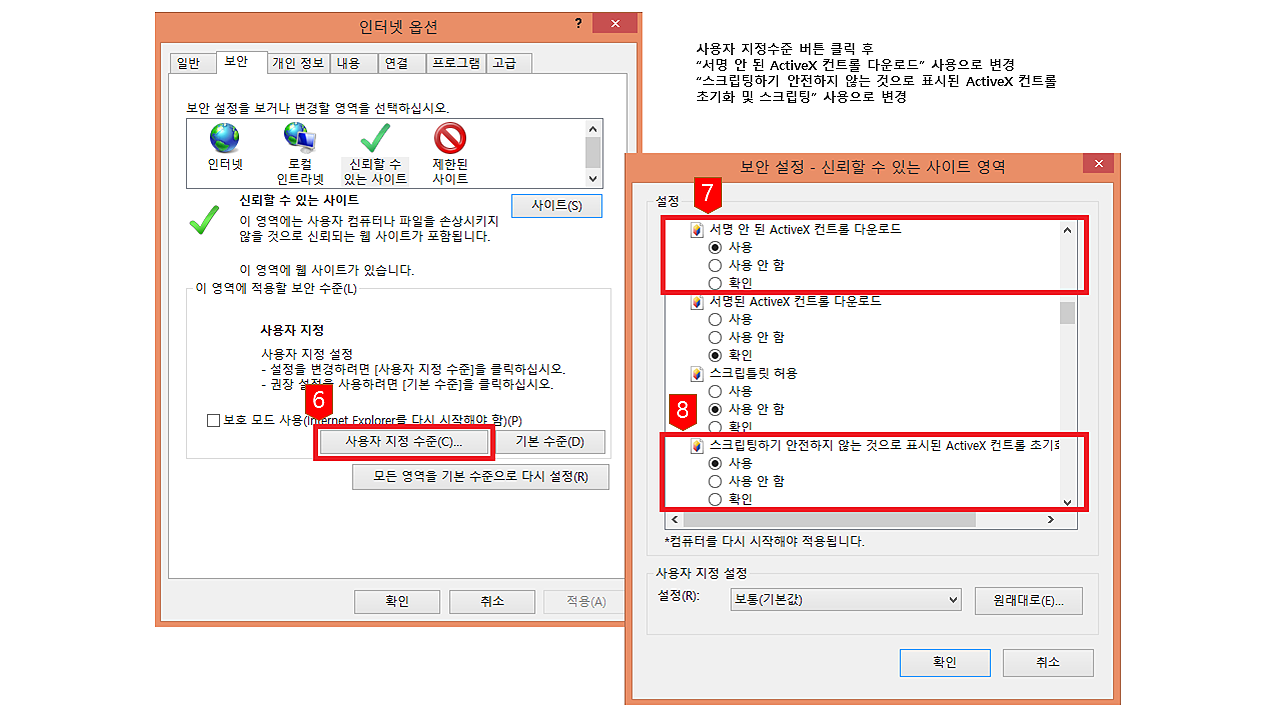 인터넷 옵션
?
일반
보안
개인 정보
내용
연결
프로그램
고급
보안 설정을 보거나 변경할 영역을 선택하십시오.
인터넷
로컬
인트라넷
신뢰할 수
있는 사이트
제한된
사이트
신뢰할 수 있는 사이트
사이트(S)
이 영역에는 사용자 컴퓨터나 파일을 손상시키지
않을 것으로 신뢰되는 웹 사이트가 포함됩니다.
이 영역에 웹 사이트가 있습니다.
이 영역에 적용할 보안 수준(L)
사용자 지정
사용자 지정 설정
- 설정을 변경하려면 [사용자 지정 수준]을 클릭하십시오.
- 권장 설정을 사용하려면 [기본 수준]을 클릭하십시오.
6
보호 모드 사용(Internet Explorer를 다시 시작해야 함)(P)
사용자 지정 수준(C)...
기본 수준(D)
모든 영역을 기본 수준으로 다시 설정(R)
확인
취소
적용(A)
사용자 지정수준 버튼 클릭 후
“서명 안 된 ActiveX 컨트롤 다운로드” 사용으로 변경
“스크립팅하기 안전하지 않는 것으로 표시된 ActiveX 컨트롤
초기화 및 스크립팅” 사용으로 변경
보안 설정 - 신뢰할 수 있는 사이트 영역
설정
7
서명 안 된 ActiveX 컨트롤 다운로드
사용
사용 안 함
확인
서명된 ActiveX 컨트롤 다운로드
사용
사용 안 함
확인
스크립틀릿 허용
사용
사용 안 함
확인
8
스크립팅하기 안전하지 않는 것으로 표시된 ActiveX 컨트롤 초기화
사용
사용 안 함
확인
*컴퓨터를 다시 시작해야 적용됩니다.
사용자 지정 설정
설정(R):
보통(기본값)
원래대로(E)...
확인
취소